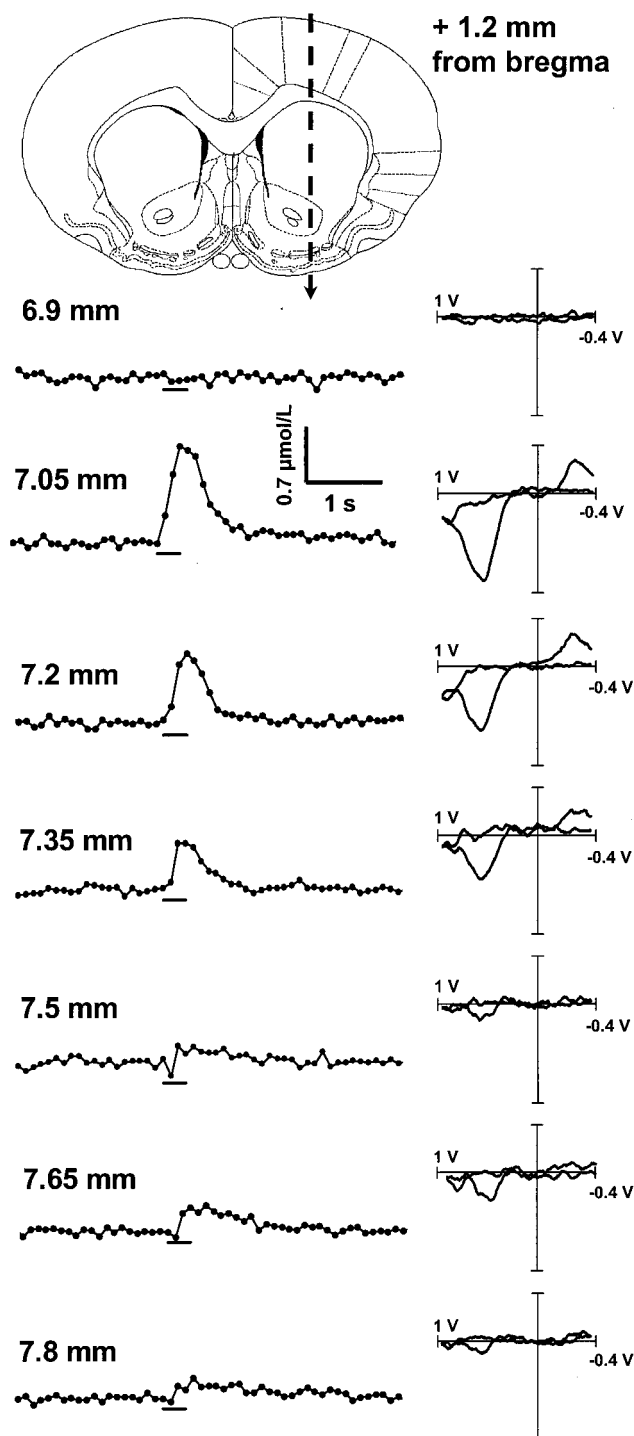 + 1.2 mm
from bregma
6.9 mm
1 V
-0.4 V
7.05 mm
0.7 µmol/L
1 s
1 V
-0.4 V
7.2 mm
1 V
-0.4 V
7.35 mm
1 V
-0.4 V
7.5 mm
1 V
-0.4 V
7.65 mm
1 V
-0.4 V
7.8 mm
1 V
-0.4 V